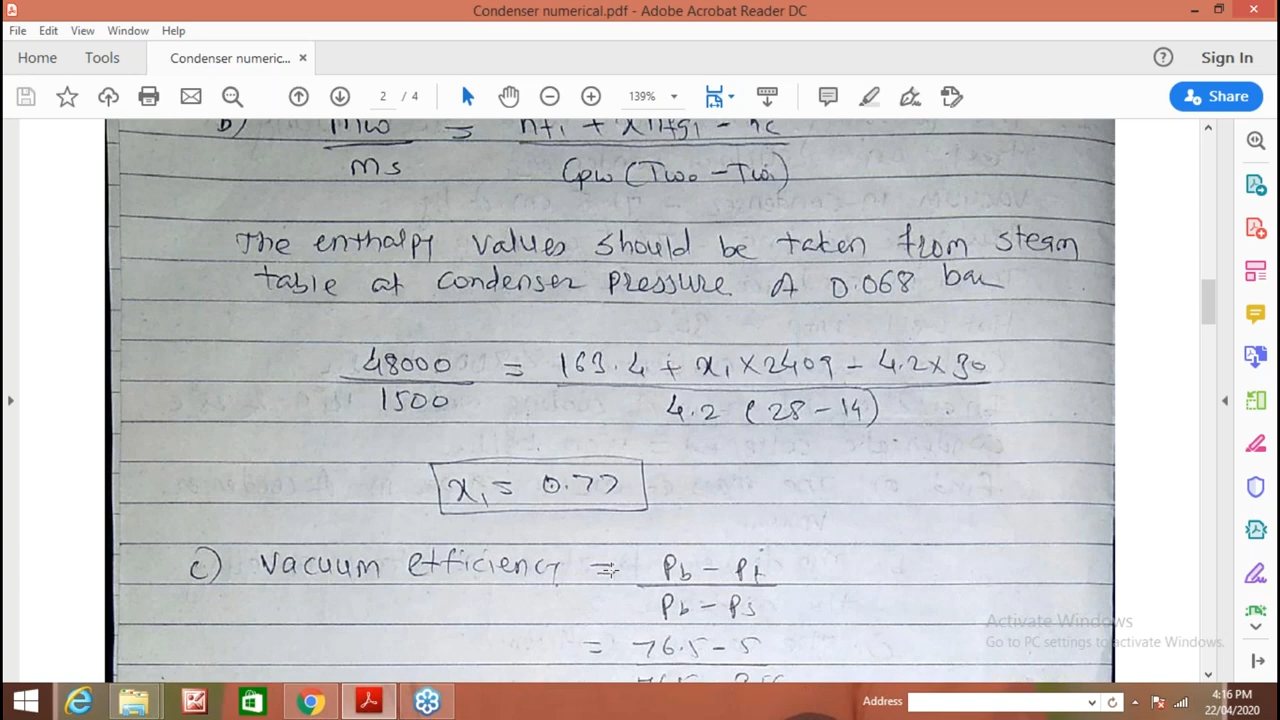 Condenser numerical.pdf - Adobe Acrobat Reader DC
File Edit View Window Help
Home Tools Condenser numeric... × Sign In
2 / 4 139% Share
b) mw = hf1 + x1hfg1 - hc
ms Cpw (Two - Twi)
The enthalpy values should be taken from steam
table at condenser pressure 0.068 bar
48000 = 163.4 + x1 × 2409 - 4.2 × 30
1500 4.2 (28 - 14)
x1 = 0.77
c) Vacuum efficiency = Pb - Pt
Pb - Ps
= 76.5 - 5
Activate Windows
Go to PC settings to activate Windows.
Address
4:16 PM
22/04/2020